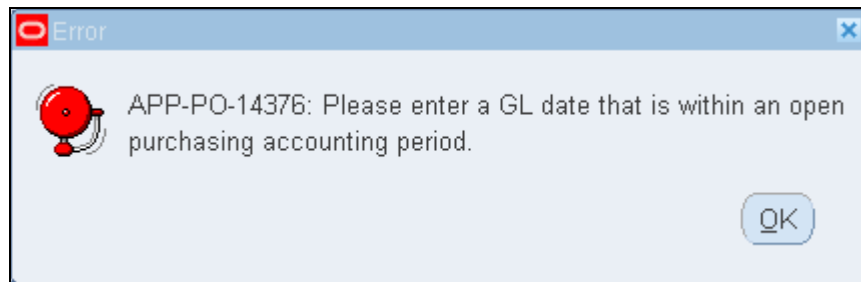 Error
APP-PO-14376: Please enter a GL date that is within an open
purchasing accounting period.
OK